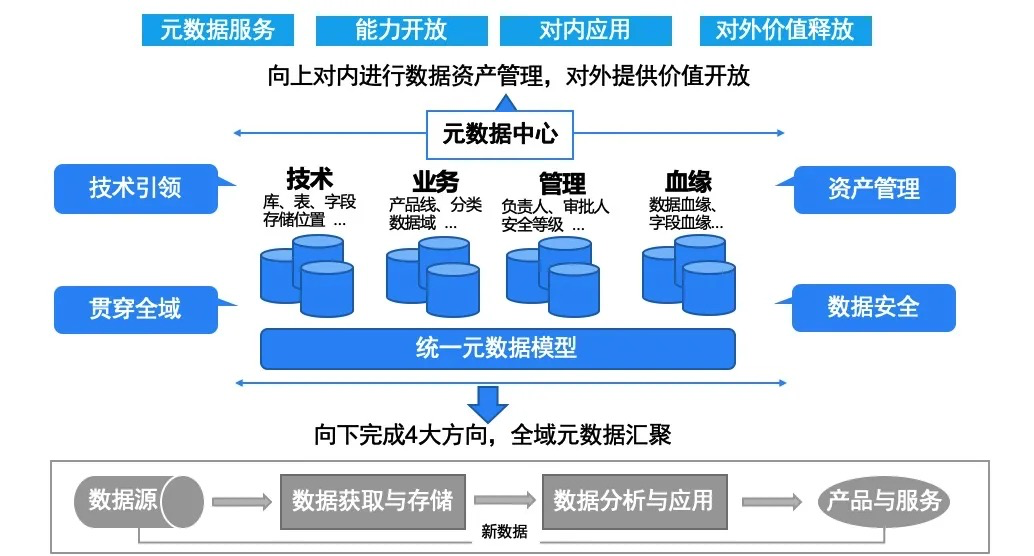 元数据服务
能力开放
对内应用
对外价值释放
向上对内进行数据资产管理，对外提供价值开放
元数据中心
技术引领
贯穿全域
技术
库、表、字段
存储位置 ...
业务
产品线、分类
数据域 ...
管理
负责人、审批人
安全等级 ...
血缘
数据血缘、
字段血缘...
资产管理
数据安全
统一元数据模型
向下完成4大方向，全域元数据汇聚
数据源
数据获取与存储
数据分析与应用
产品与服务
新数据